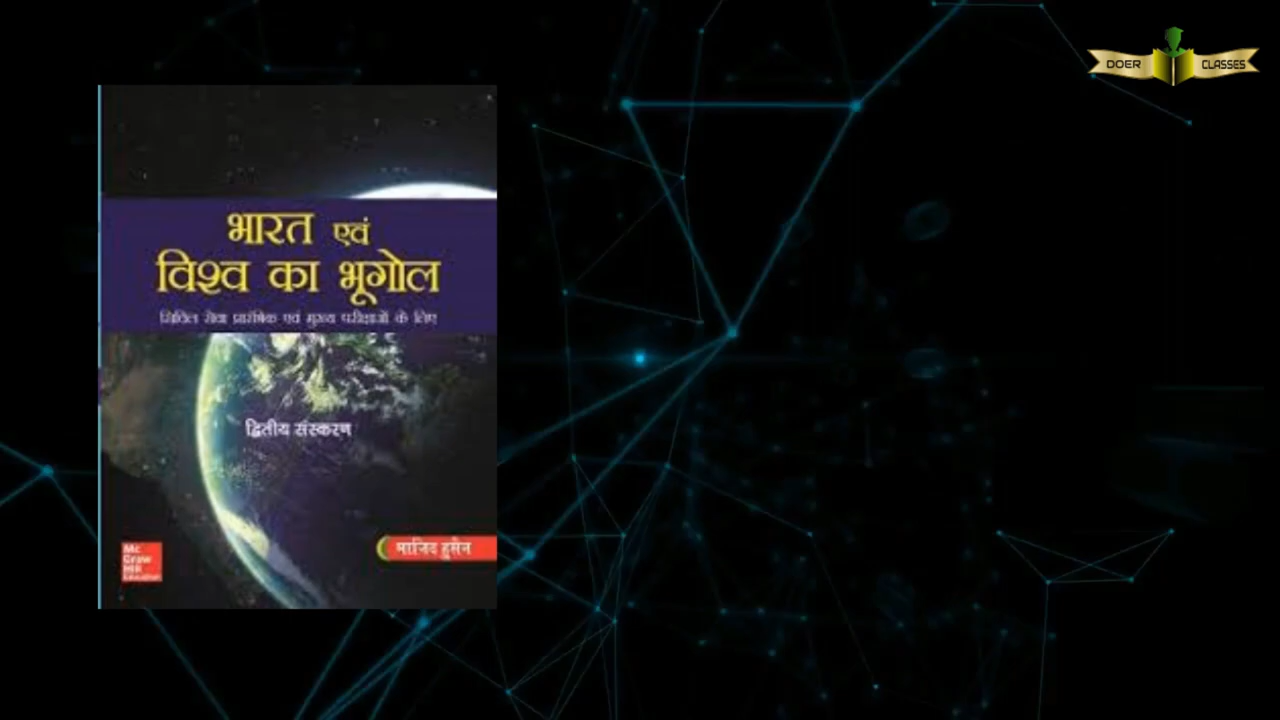 DOER CLASSES
भारत एवं
विश्व का भूगोल
सिविल सेवा प्रारंभिक एवं मुख्य परीक्षाओं के लिए
द्वितीय संस्करण
माजिद हुसैन
Mc
Graw
Hill
Education